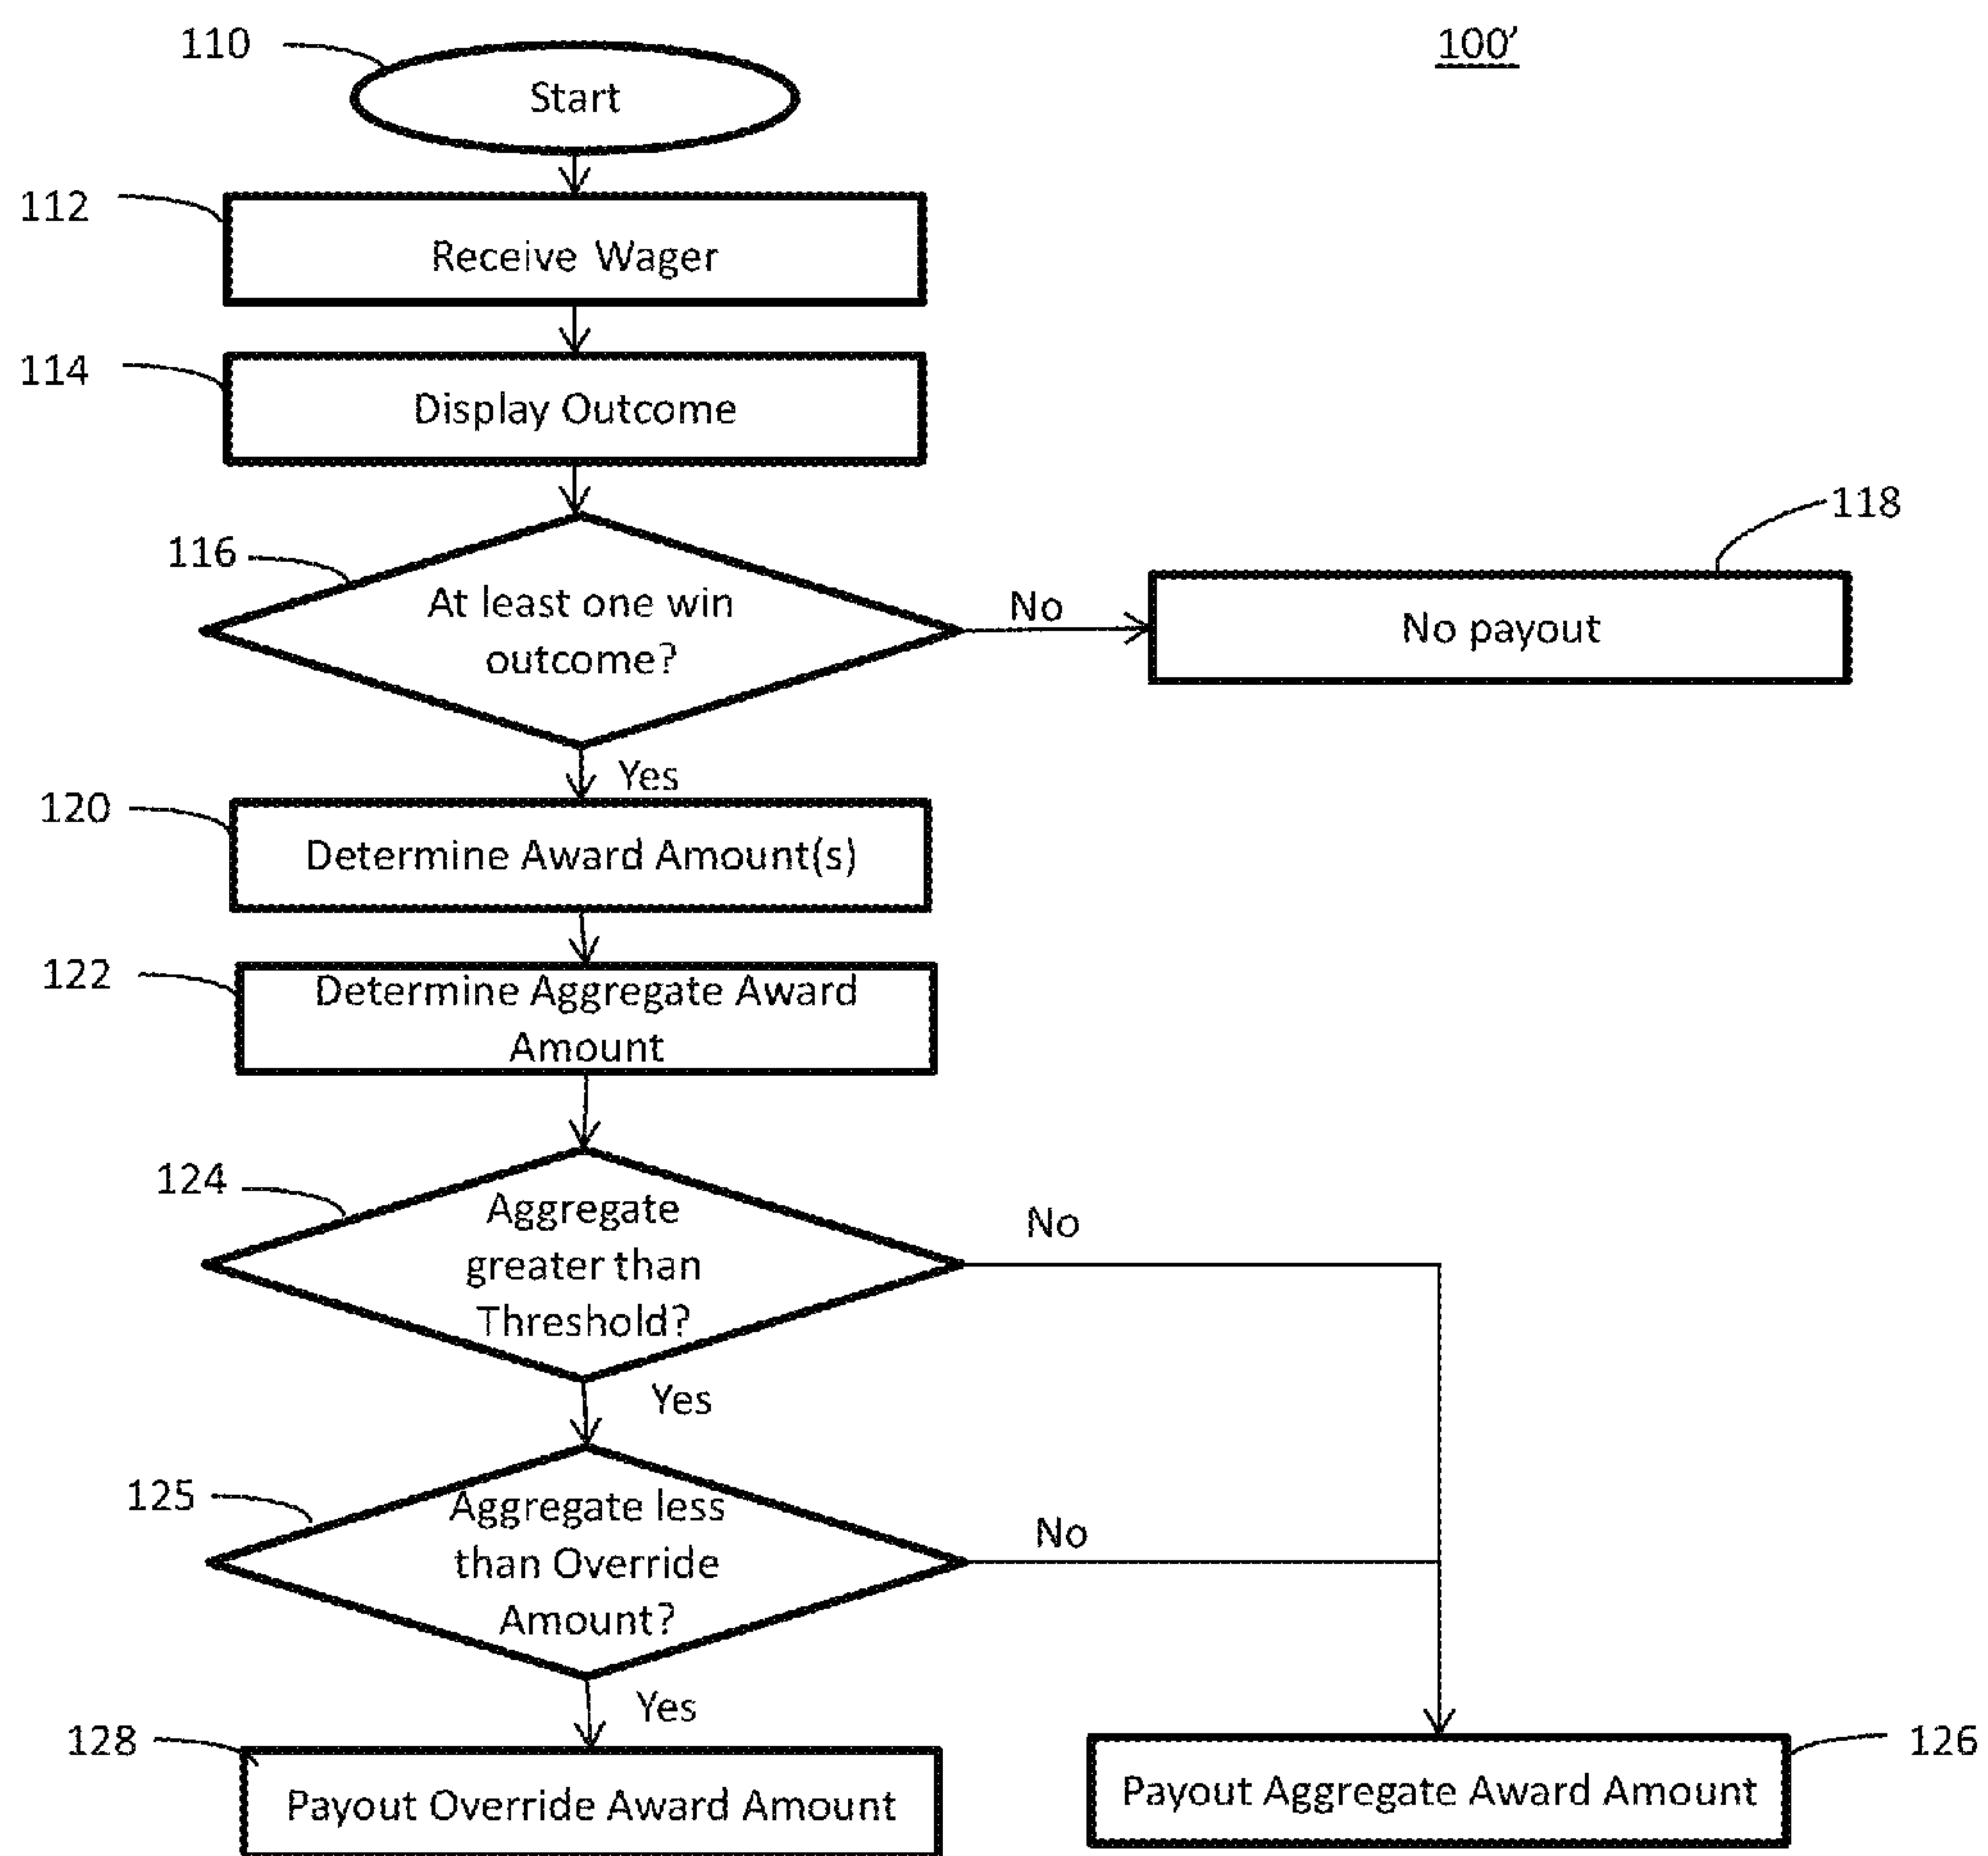 110
100'
Start
112
Receive Wager
114
Display Outcome
118
116
At least one win
outcome?
No
No payout
Yes
120
Determine Award Amount(s)
122
Determine Aggregate Award
Amount
124
Aggregate
greater than
Threshold?
No
Yes
125
Aggregate less
than Override
Amount?
No
Yes
128
Payout Override Award Amount
126
Payout Aggregate Award Amount